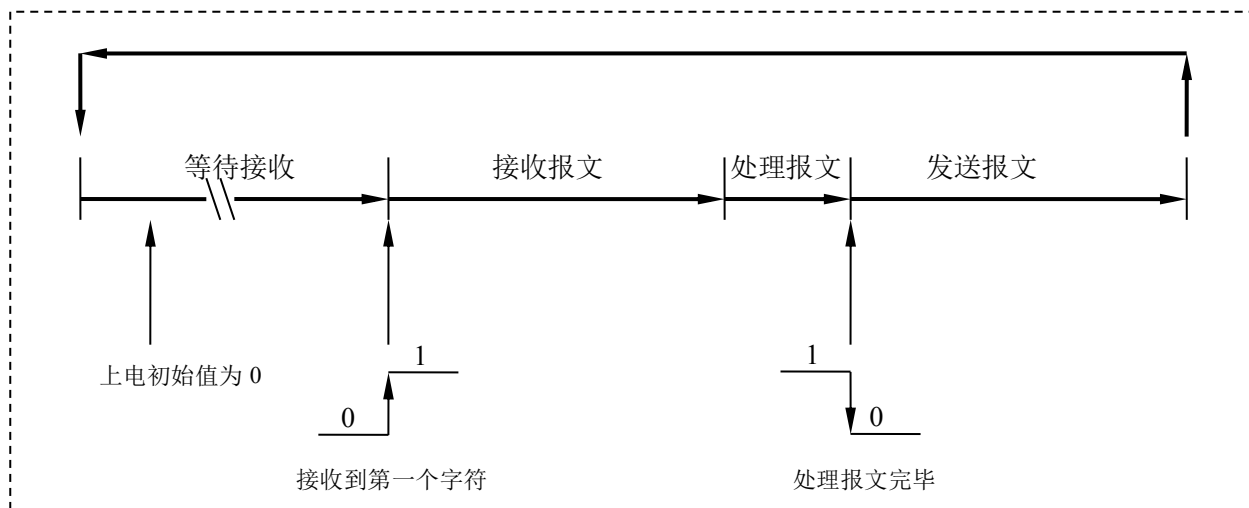 等待接收 接收报文 处理报文 发送报文
1 1
上电初始值为 0
0 0
接收到第一个字符 处理报文完毕